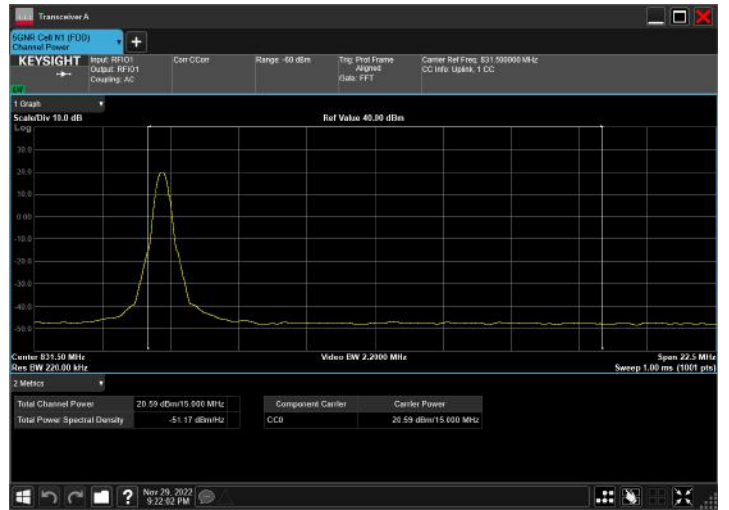 Transceiver A
5GNR Cell N1 (FDD)
Channel Power
KEYSIGHT
Input: RFIO1
Output: RFIO1
Coupling: AC
Corr CCorr
Range: -60 dBm
Trig: Prot Frame
Aligned
Gate: FFT
Carrier Ref Freq: 831.500000 MHz
CC Info: Uplink, 1 CC
1 Graph
Scale/Div 10.0 dB
Ref Value 40.00 dBm
Log
30.0
20.0
10.0
0.00
-10.0
-20.0
-30.0
-40.0
-50.0
Center 831.50 MHz
Video BW 2.2000 MHz
Span 22.5 MHz
Res BW 220.00 kHz
Sweep 1.00 ms (1001 pts)
2 Metrics
Total Channel Power 20.59 dBm/15.000 MHz
Total Power Spectral Density -51.17 dBm/Hz
Component Carrier Carrier Power
CC0 20.59 dBm/15.000 MHz
?
Nov 29, 2022
9:22:02 PM